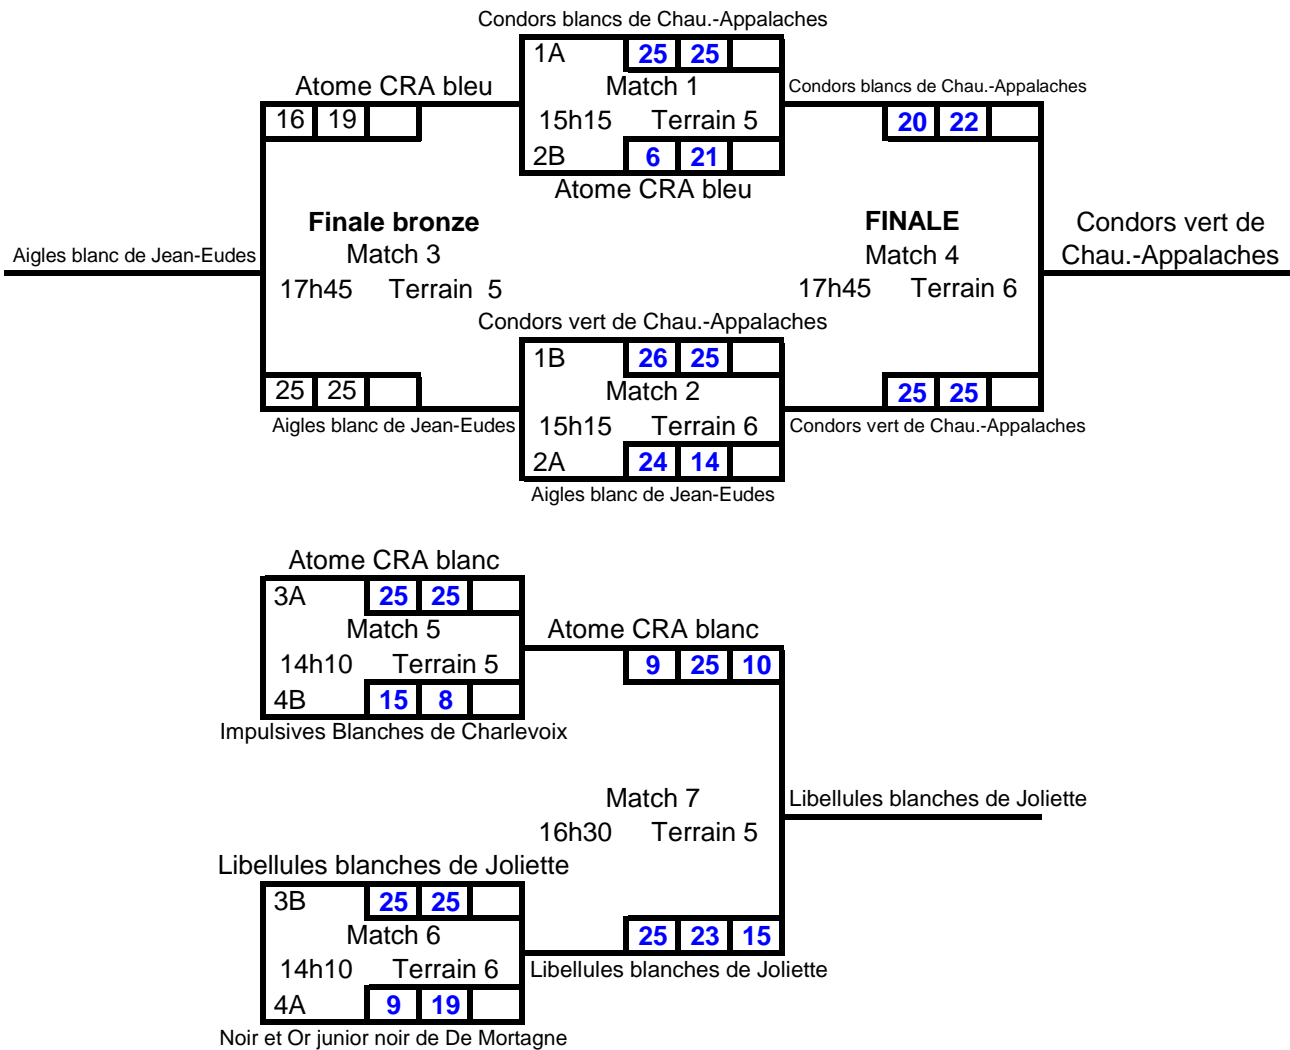 Condors blancs de Chau.-Appalaches
1A 25 25
Atome CRA bleu Match 1 Condors blancs de Chau.-Appalaches
16 19 15h15 Terrain 5 20 22
2B 6 21
Atome CRA bleu
Finale bronze FINALE Condors vert de
Aigles blanc de Jean-Eudes Match 3 Match 4 Chau.-Appalaches
17h45 Terrain 5 17h45 Terrain 6
Condors vert de Chau.-Appalaches
1B 26 25
25 25 Match 2 25 25
Aigles blanc de Jean-Eudes 15h15 Terrain 6 Condors vert de Chau.-Appalaches
2A 24 14
Aigles blanc de Jean-Eudes
Atome CRA blanc
3A 25 25
Match 5 Atome CRA blanc
14h10 Terrain 5 9 25 10
4B 15 8
Impulsives Blanches de Charlevoix
Match 7 Libellules blanches de Joliette
16h30 Terrain 5
Libellules blanches de Joliette
3B 25 25
Match 6 25 23 15
14h10 Terrain 6 Libellules blanches de Joliette
4A 9 19
Noir et Or junior noir de De Mortagne